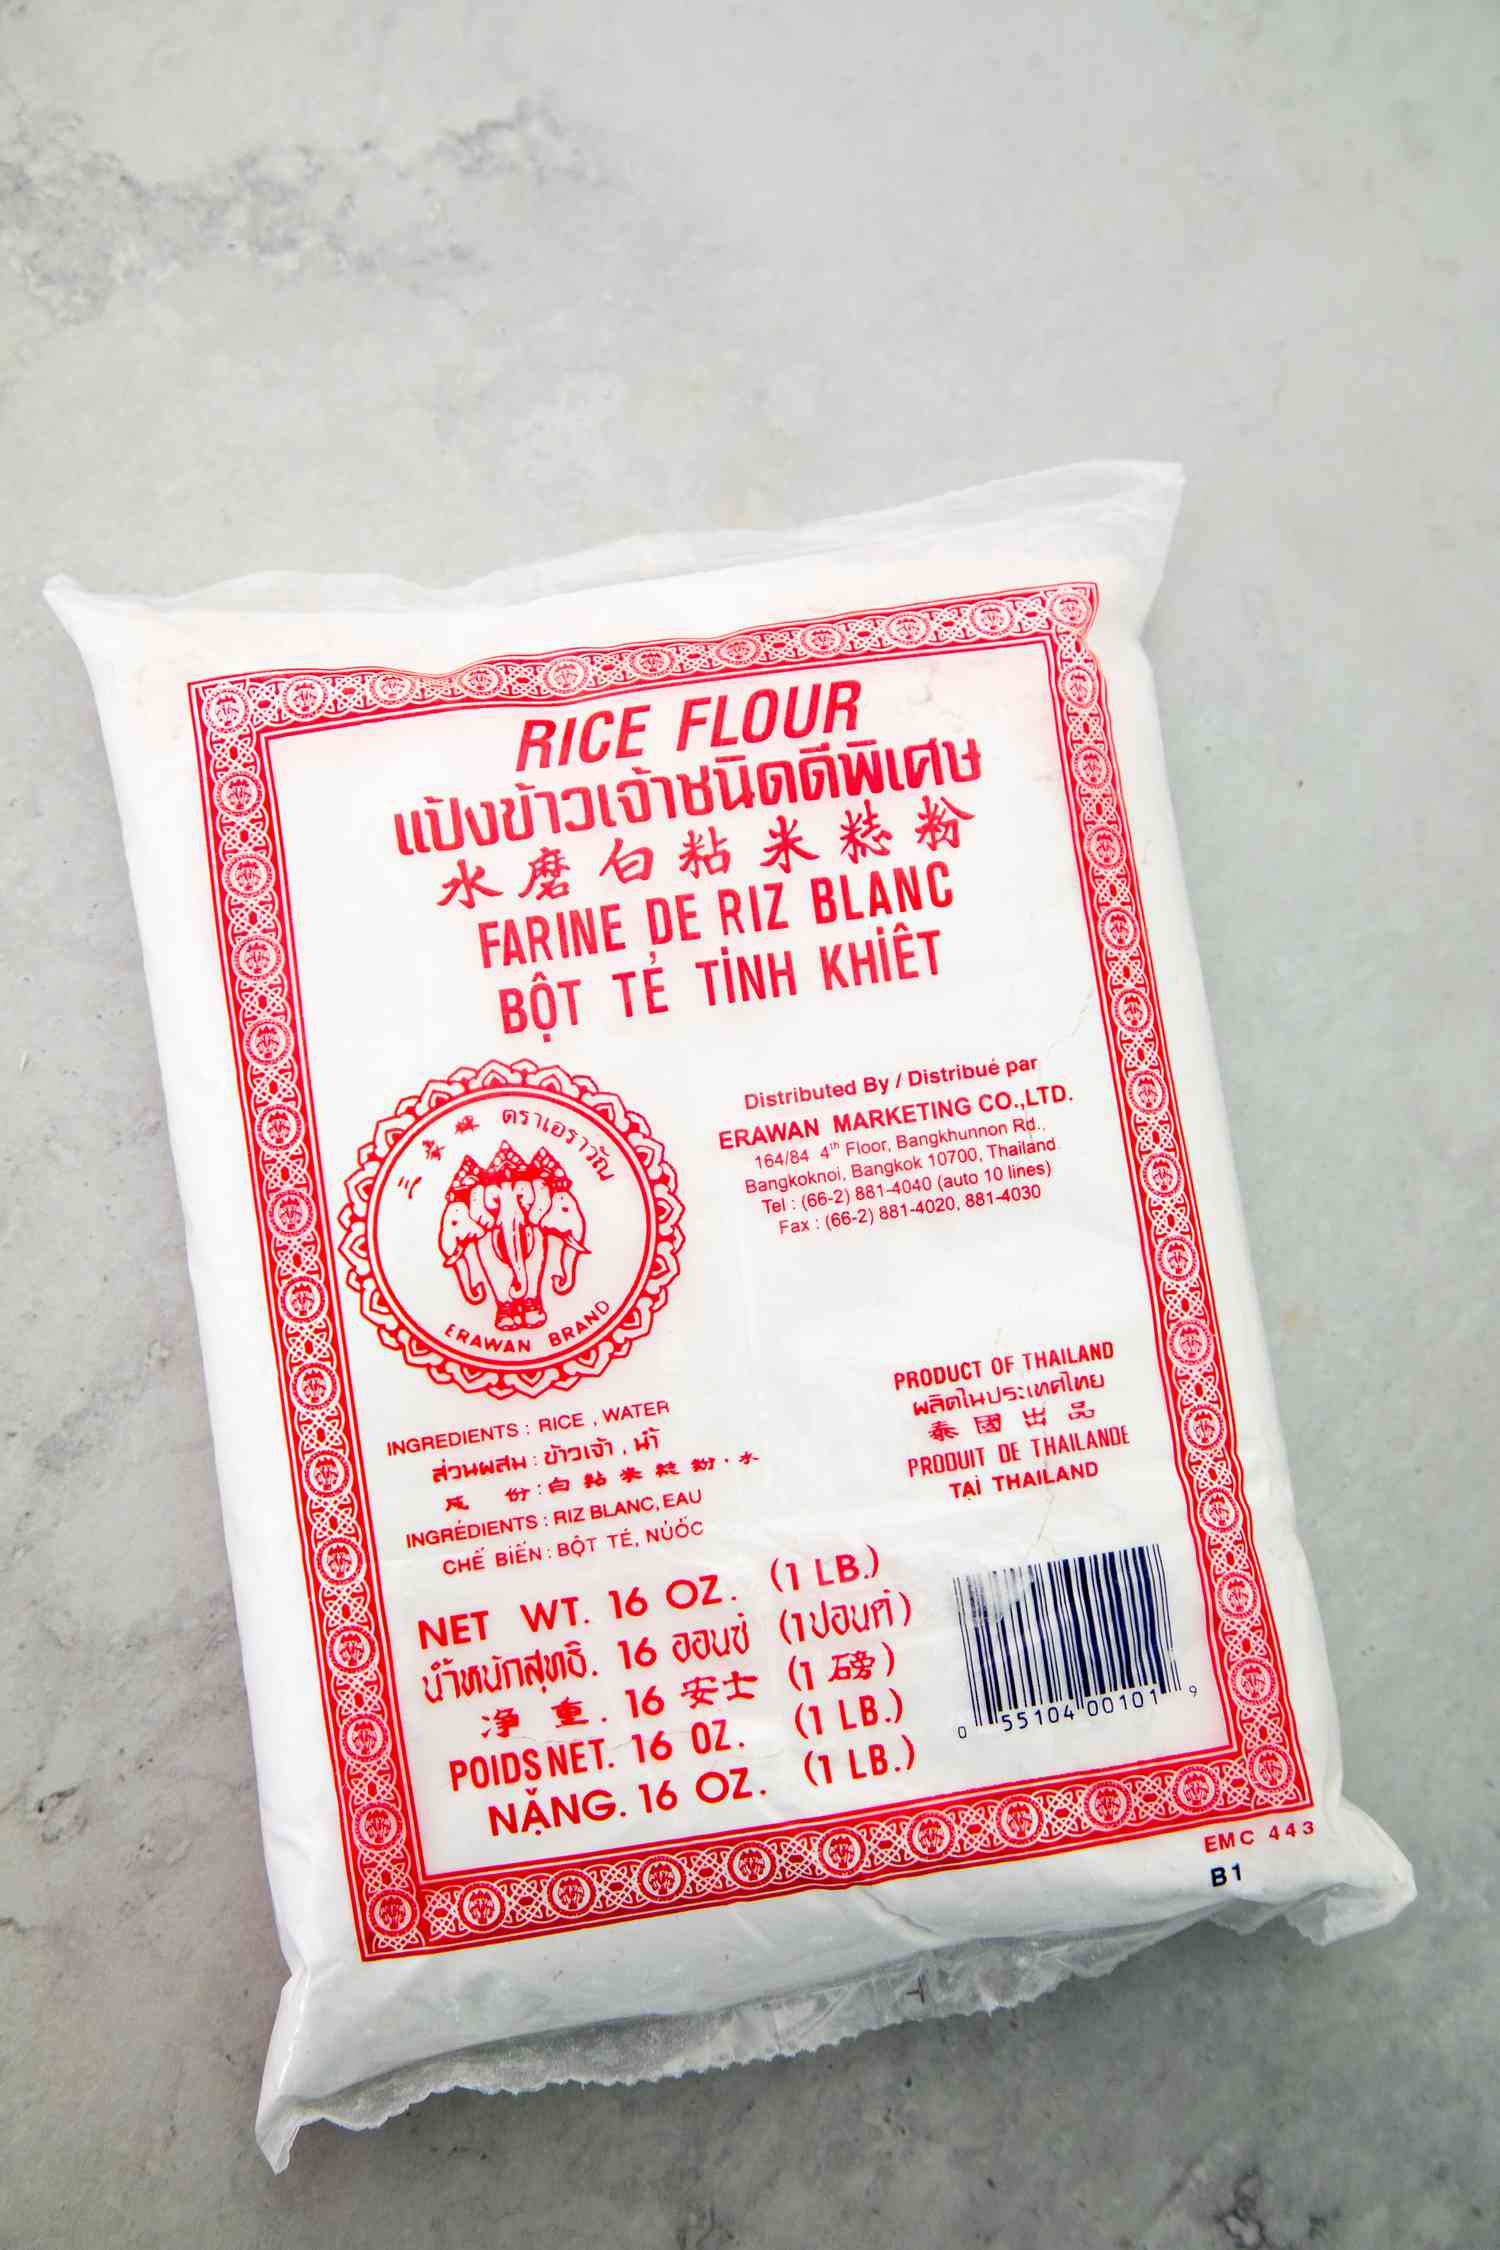 RICE FLOUR
แป้งข้าวเจ้าชนิดดีพิเศษ
水磨白粘米粉
FARINE DE RIZ BLANC
BỘT TẺ TINH KHIẾT
ตราเอราวัณ
ERAWAN BRAND
Distributed By / Distribué par
ERAWAN MARKETING CO.,LTD.
164/84 4th Floor, Bangkhunnon Rd.,
Bangkoknoi, Bangkok 10700, Thailand.
Tel : (66-2) 881-4040 (auto 10 lines)
Fax : (66-2) 881-4020, 881-4030
PRODUCT OF THAILAND
ผลิตในประเทศไทย
泰國出品
PRODUIT DE THAILANDE
TẠI THAILAND
INGREDIENTS : RICE , WATER
ส่วนผสม : ข้าวเจ้า , น้ำ
成 份 : 白粘米粉 . 水
INGRÉDIENTS : RIZ BLANC, EAU
CHẾ BIẾN : BỘT TẺ, NƯỚC
NET WT. 16 OZ. (1 LB.)
น้ำหนักสุทธิ. 16 ออนซ์ (1ปอนด์)
淨 重. 16 安士 (1 磅)
POIDS NET. 16 OZ. (1 LB.)
NẶNG. 16 OZ. (1 LB.)
0 55104 00101 9
EMC 443
B1